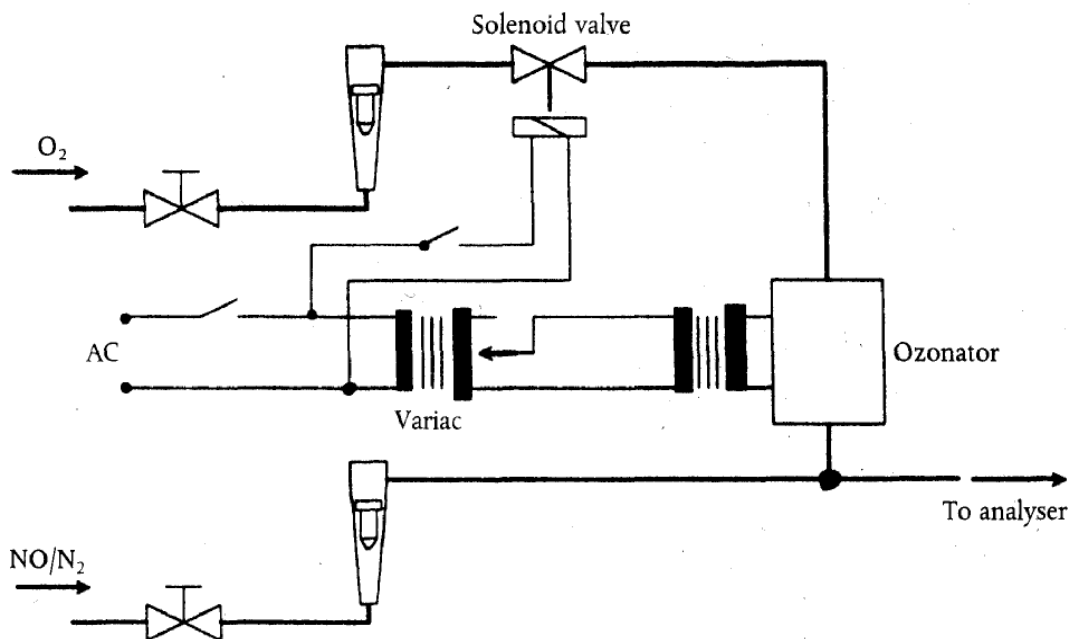 Solenoid valve
O₂
AC
Variac
Ozonator
To analyser
NO/N₂